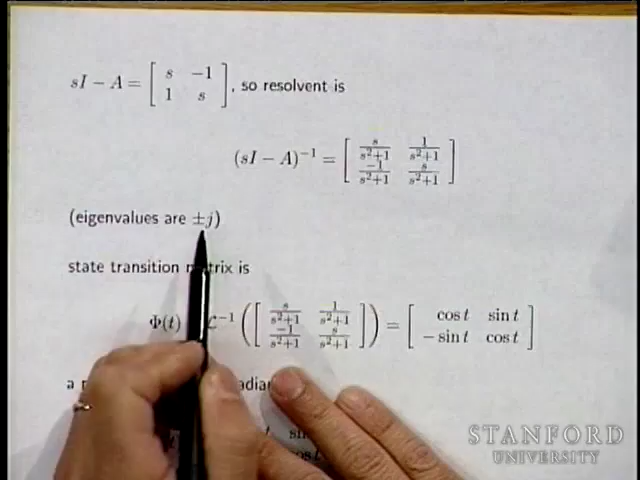 sI − A = [ s −1 ; 1 s ], so resolvent is
(sI − A)⁻¹ = [ s/(s²+1) 1/(s²+1) ; −1/(s²+1) s/(s²+1) ]
(eigenvalues are ±j)
state transition matrix is
Φ(t) ℒ⁻¹ ( [ s/(s²+1) 1/(s²+1) ; −1/(s²+1) s/(s²+1) ] ) = [ cos t sin t ; − sin t cos t ]
a
STANFORD
UNIVERSITY